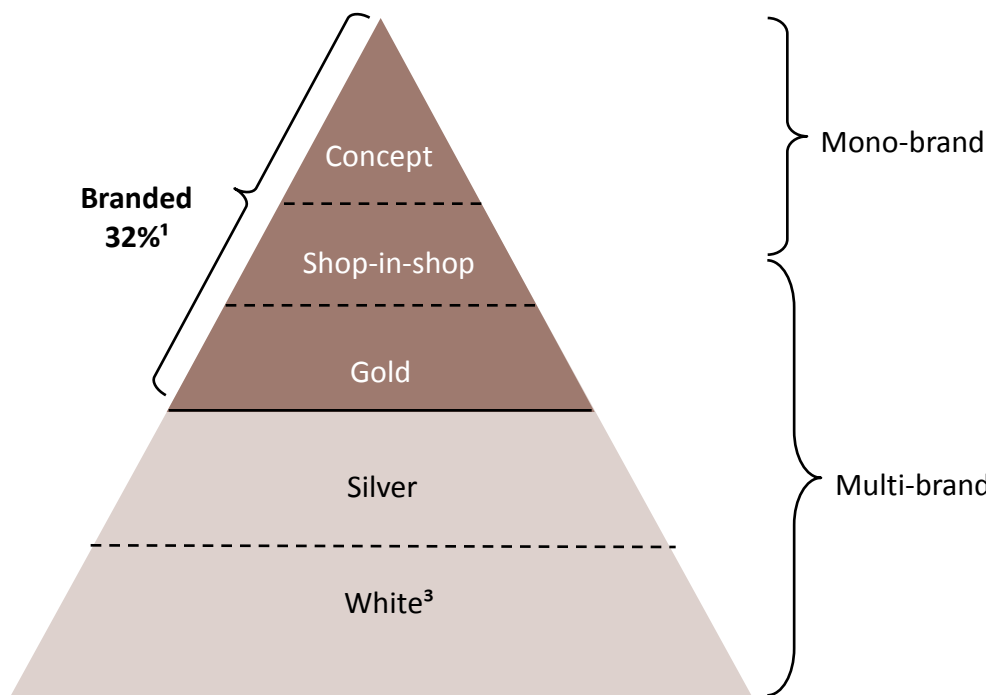 Concept
Mono-brand
Branded
32%¹
Shop-in-shop
Gold
Silver
Multi-brand
White³